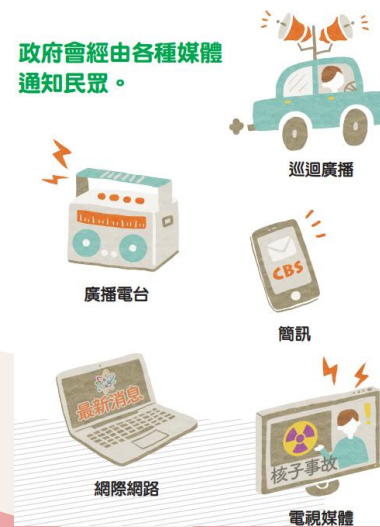 政府會經由各種媒體
通知民眾。
巡迴廣播
廣播電台
CBS
簡訊
最新消息
網際網路
核子事故
電視媒體